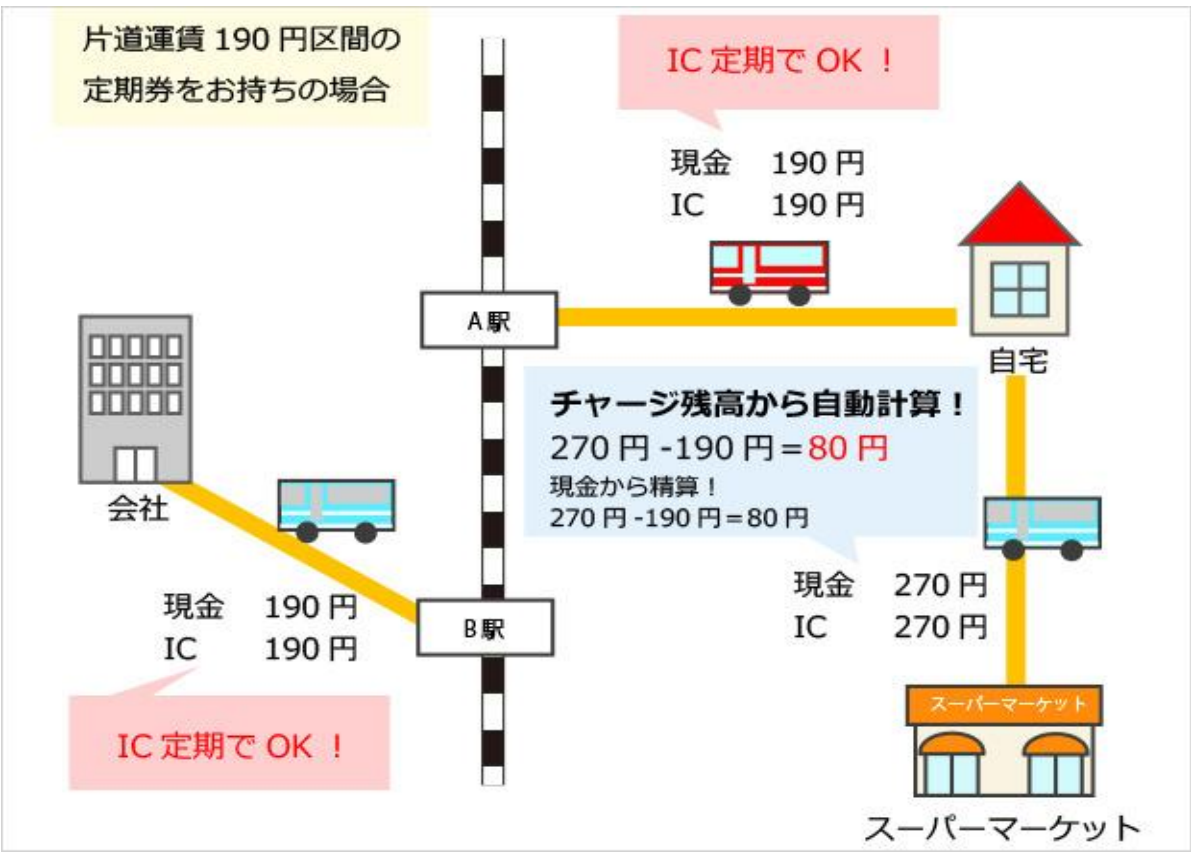 片道運賃 190 円区間の
定期券をお持ちの場合
IC 定期で OK ！
現金 190 円
IC 190 円
A 駅
自宅
チャージ残高から自動計算！
270 円 -190 円＝80 円
現金から精算！
270 円 -190 円＝80 円
会社
現金 270 円
IC 270 円
現金 190 円
IC 190 円
B 駅
IC 定期で OK ！
スーパーマーケット
スーパーマーケット